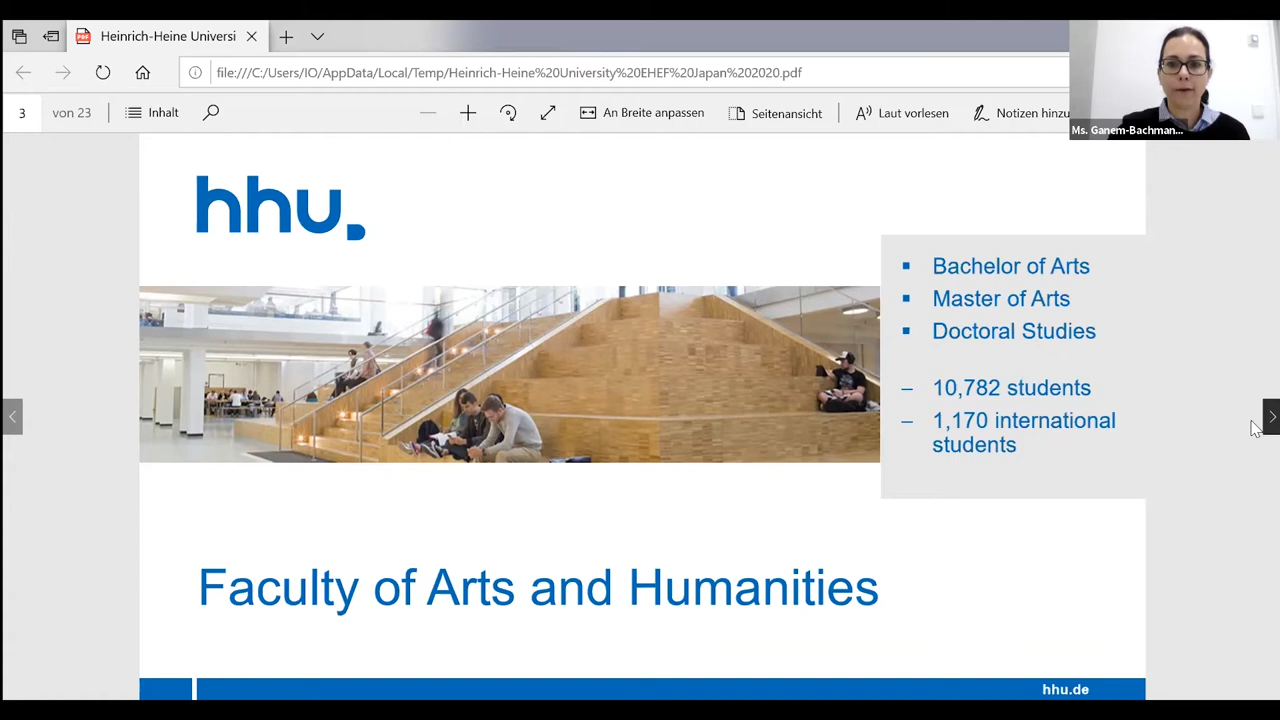 Heinrich-Heine Universi
file:///C:/Users/IO/AppData/Local/Temp/Heinrich-Heine%20University%20EHEF%20Japan%202020.pdf
3 von 23 Inhalt An Breite anpassen Seitenansicht Laut vorlesen Notizen hinzu
Ms. Ganem-Bachman...
hhu.
Bachelor of Arts
Master of Arts
Doctoral Studies
– 10,782 students
– 1,170 international
students
Faculty of Arts and Humanities
hhu.de